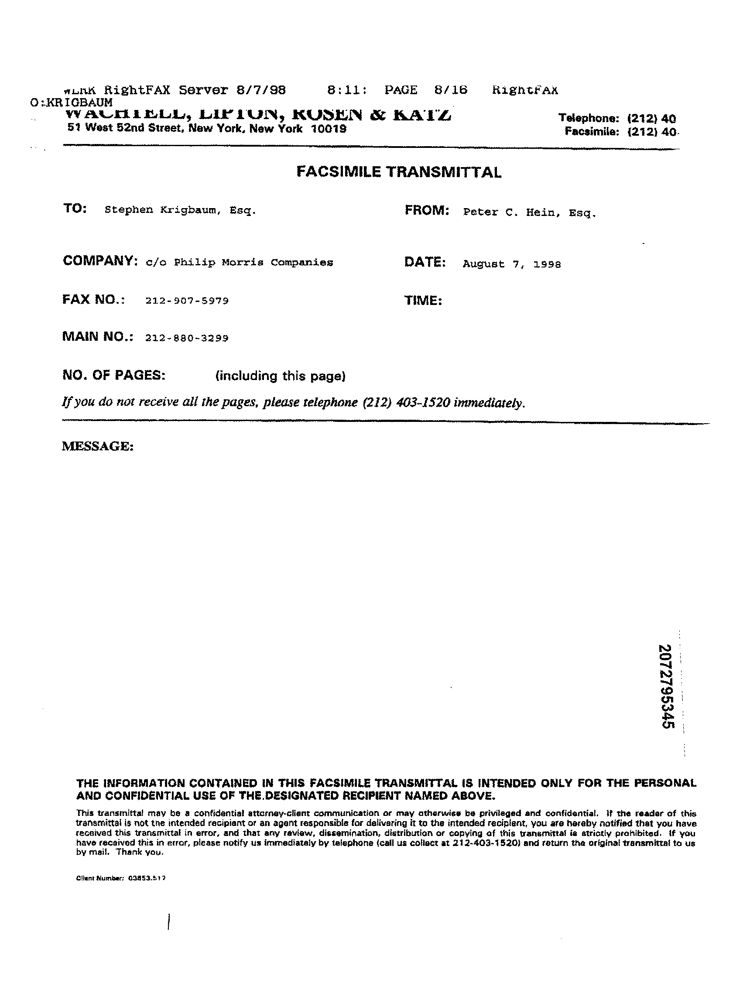 WLRK RightFAX Server 8/7/98 8:11: PAGE 8/16 RightFAX
O:KRIGBAUM
WACHTELL, LIPTON, ROSEN & KATZ
51 West 52nd Street, New York, New York 10019
Telephone: (212) 40
Facsimile: (212) 40
FACSIMILE TRANSMITTAL
TO: Stephen Krigbaum, Esq. FROM: Peter C. Hein, Esq.
COMPANY: c/o Philip Morris Companies DATE: August 7, 1998
FAX NO.: 212-907-5979 TIME:
MAIN NO.: 212-880-3299
NO. OF PAGES: (including this page)
If you do not receive all the pages, please telephone (212) 403-1520 immediately.
MESSAGE:
2072795345
THE INFORMATION CONTAINED IN THIS FACSIMILE TRANSMITTAL IS INTENDED ONLY FOR THE PERSONAL
AND CONFIDENTIAL USE OF THE.DESIGNATED RECIPIENT NAMED ABOVE.
This transmittal may be a confidential attorney-client communication or may otherwise be privileged and confidential. If the reader of this
transmittal is not the intended recipient or an agent responsible for delivering it to the intended recipient, you are hereby notified that you have
received this transmittal in error, and that any review, dissemination, distribution or copying of this transmittal is strictly prohibited. If you
have received this in error, please notify us immediately by telephone (call us collect at 212-403-1520) and return the original transmittal to us
by mail. Thank you.
Client Number: 03853.517